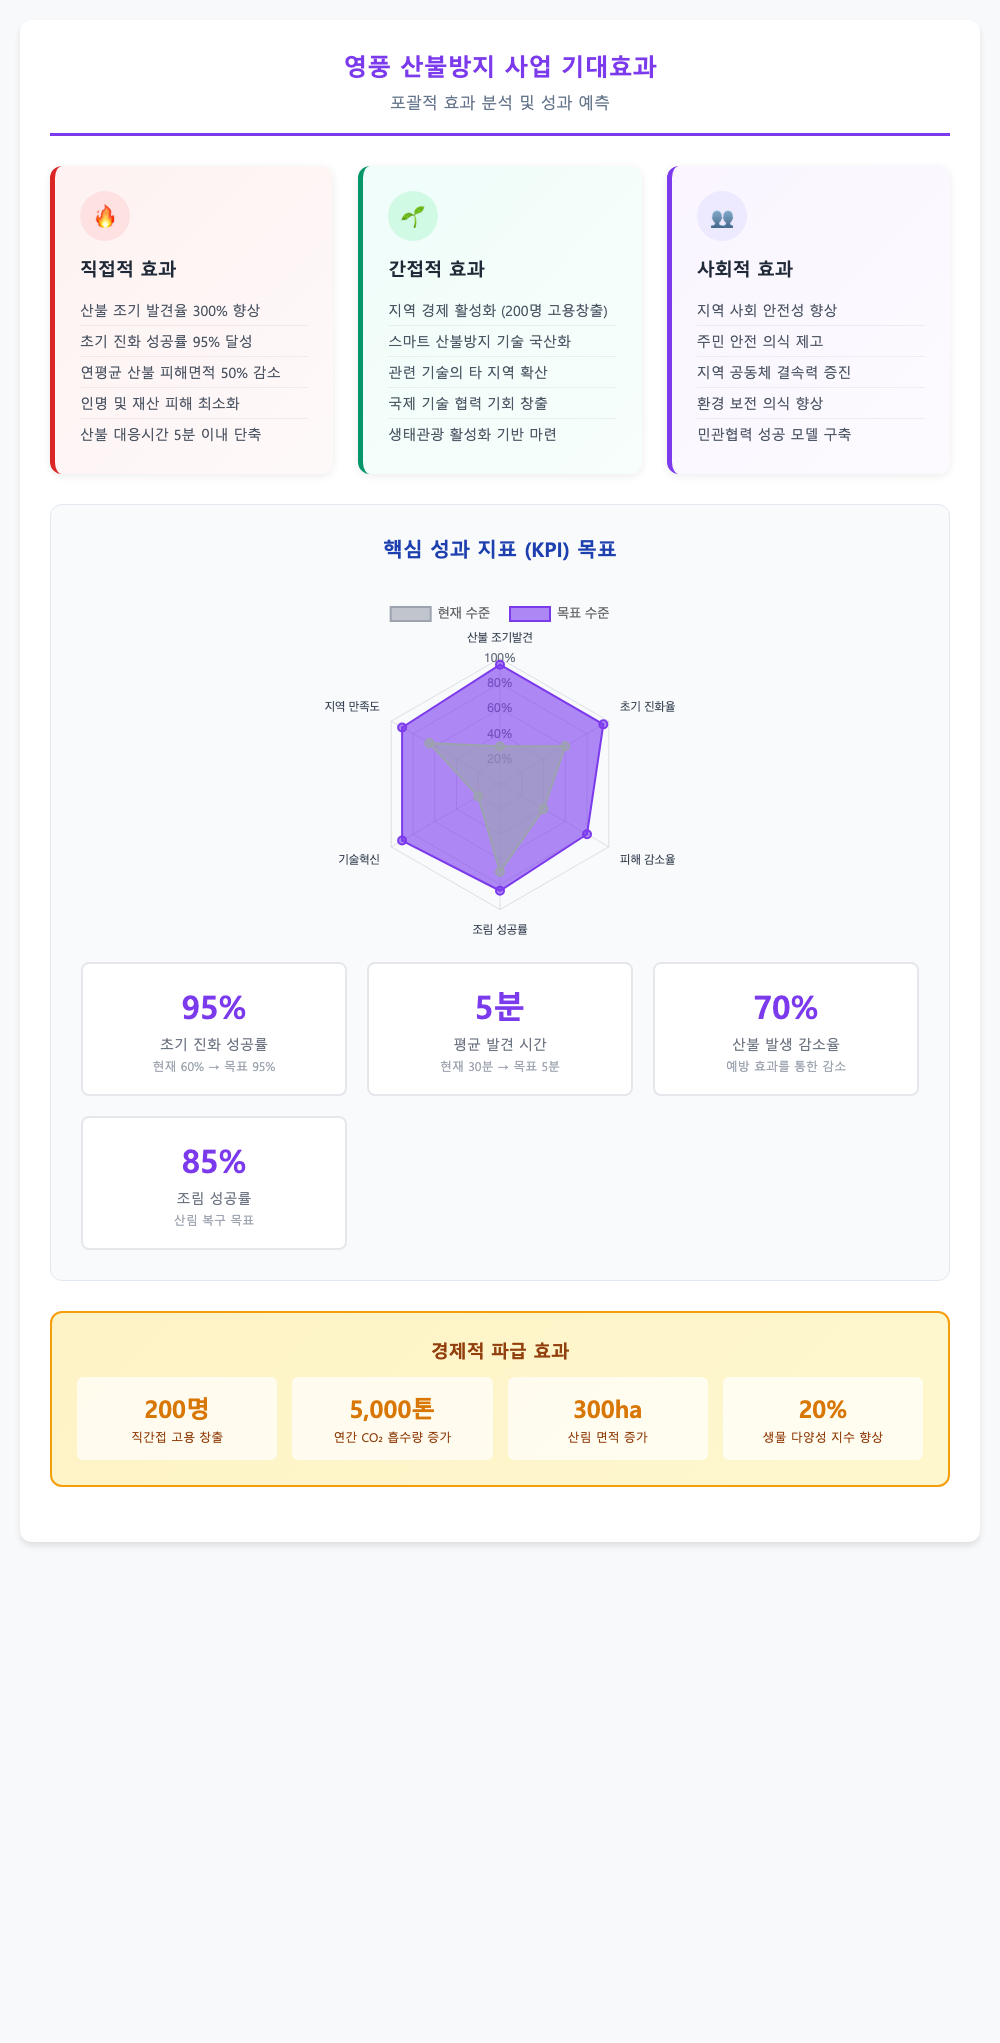 영풍 산불방지 사업 기대효과
포괄적 효과 분석 및 성과 예측
직접적 효과
산불 조기 발견율 300% 향상
초기 진화 성공률 95% 달성
연평균 산불 피해면적 50% 감소
인명 및 재산 피해 최소화
산불 대응시간 5분 이내 단축
간접적 효과
지역 경제 활성화 (200명 고용창출)
스마트 산불방지 기술 국산화
관련 기술의 타 지역 확산
국제 기술 협력 기회 창출
생태관광 활성화 기반 마련
사회적 효과
지역 사회 안전성 향상
주민 안전 의식 제고
지역 공동체 결속력 증진
환경 보전 의식 향상
민관협력 성공 모델 구축
핵심 성과 지표 (KPI) 목표
현재 수준
목표 수준
산불 조기발견
100%
80%
60%
40%
20%
지역 만족도
초기 진화율
기술혁신
피해 감소율
조림 성공률
95%
초기 진화 성공률
현재 60% → 목표 95%
5분
평균 발견 시간
현재 30분 → 목표 5분
70%
산불 발생 감소율
예방 효과를 통한 감소
85%
조림 성공률
산림 복구 목표
경제적 파급 효과
200명
직간접 고용 창출
5,000톤
연간 CO₂ 흡수량 증가
300ha
산림 면적 증가
20%
생물 다양성 지수 향상